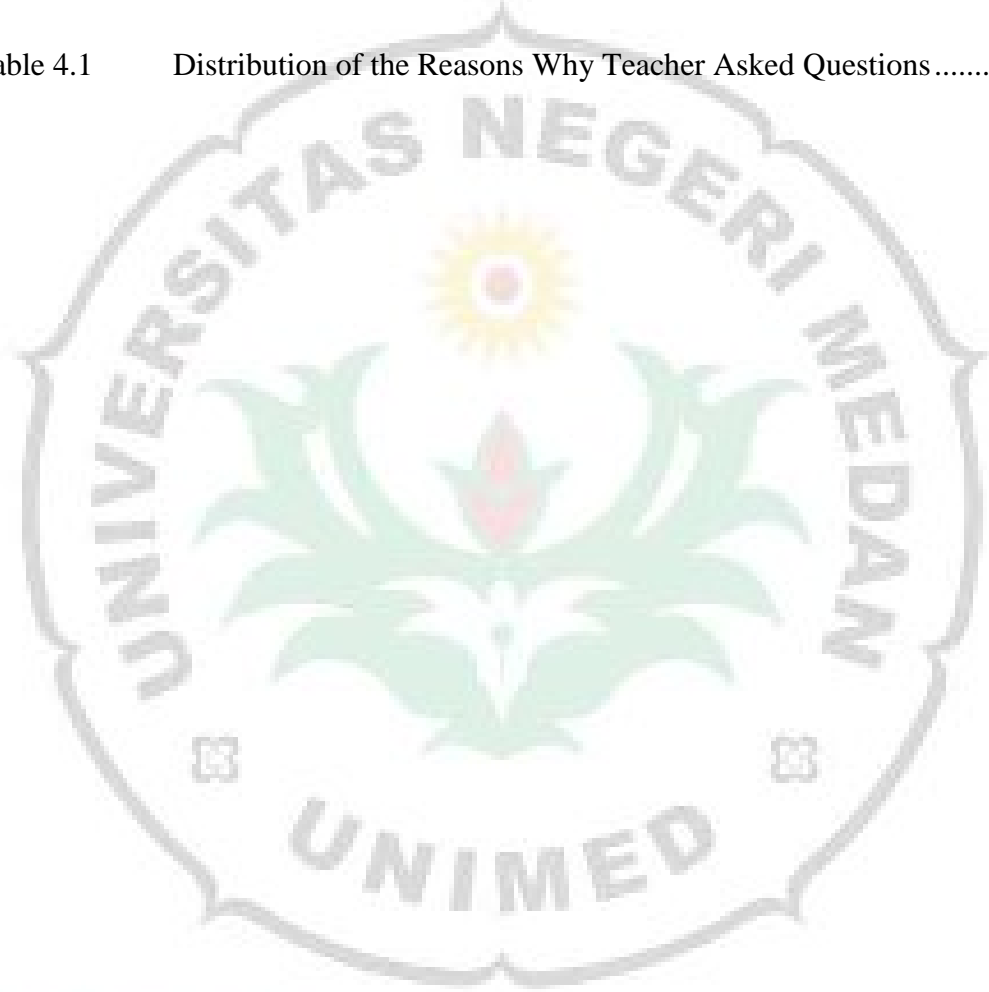 able 4.1 Distribution of the Reasons Why Teacher Asked Questions.......
UNIVERSITAS NEGERI MEDAN
UNIMED